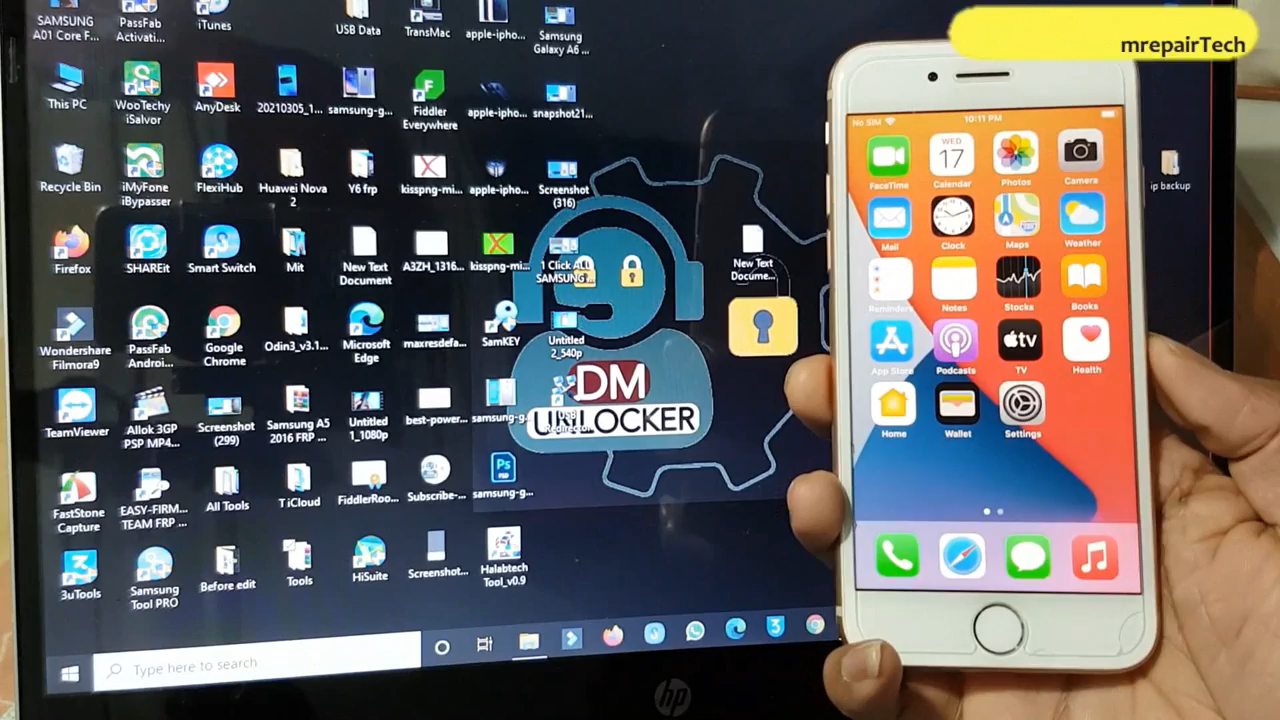 mrepairTech
SAMSUNG
A01 Core F...
PassFab
Activati...
iTunes
USB Data
TransMac
apple-ipho...
Samsung
Galaxy A6 ...
This PC
WooTechy
iSalvor
AnyDesk
20210305_1...
samsung-g...
Fiddler
Everywhere
apple-ipho...
snapshot21...
Recycle Bin
iMyFone
iBypasser
FlexiHub
Huawei Nova
2
Y6 frp
kisspng-mi...
apple-ipho...
Screenshot
(316)
Firefox
SHAREit
Smart Switch
Mit
New Text
Document
A3ZH_1316...
kisspng-mi...
1 Click ALL
SAMSUNG...
New Text
Docume...
Wondershare
Filmora9
PassFab
Androi...
Google
Chrome
Odin3_v3.1...
Microsoft
Edge
maxresdefa...
SamKEY
Untitled
2_540p
TeamViewer
Allok 3GP
PSP MP4...
Screenshot
(299)
Samsung A5
2016 FRP ...
Untitled
1_1080p
best-power...
samsung-g...
DM
UNLOCKER
FastStone
Capture
EASY-FIRM...
TEAM FRP ...
All Tools
T iCloud
FiddlerRoo...
Subscribe-...
Ps
PSD
samsung-g...
3uTools
Samsung
Tool PRO
Before edit
Tools
HiSuite
Screenshot...
Halabtech
Tool_v0.9
Type here to search
hp
ip backup
No SIM
10:11 PM
FaceTime
WED
17
Calendar
Photos
Camera
Mail
Clock
Maps
Weather
Reminders
Notes
Stocks
Books
App Store
Podcasts
tv
TV
Health
Home
Wallet
Settings